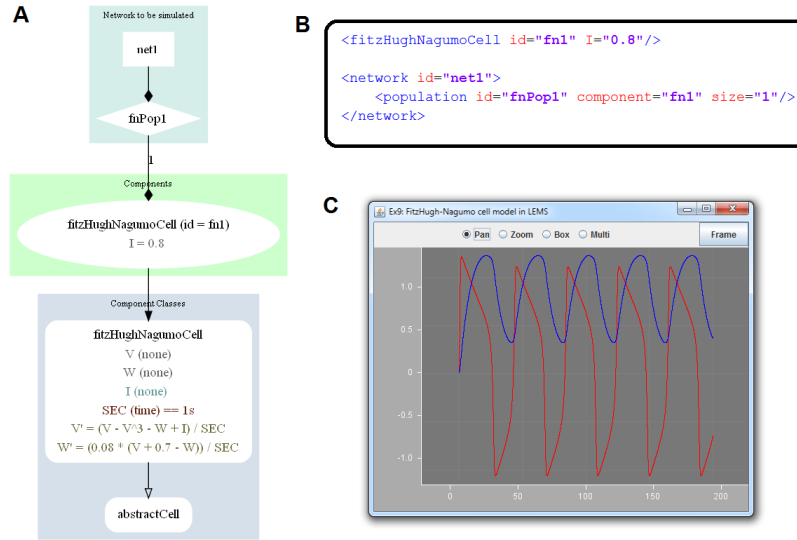 A
Network to be simulated
net1
fnPop1
1
Components
fitzHughNagumoCell (id = fn1)
I = 0.8
Component Classes
fitzHughNagumoCell
V (none)
W (none)
I (none)
SEC (time) == 1s
V' = (V - V^3 - W + I) / SEC
W' = (0.08 * (V + 0.7 - W)) / SEC
abstractCell
B
<fitzHughNagumoCell id="fn1" I="0.8"/>
<network id="net1">
<population id="fnPop1" component="fn1" size="1"/>
</network>
C
Ex9: FitzHugh-Nagumo cell model in LEMS
Pan Zoom Box Multi Frame
1.0
0.5
0
-0.5
-1.0
0 50 100 150 200